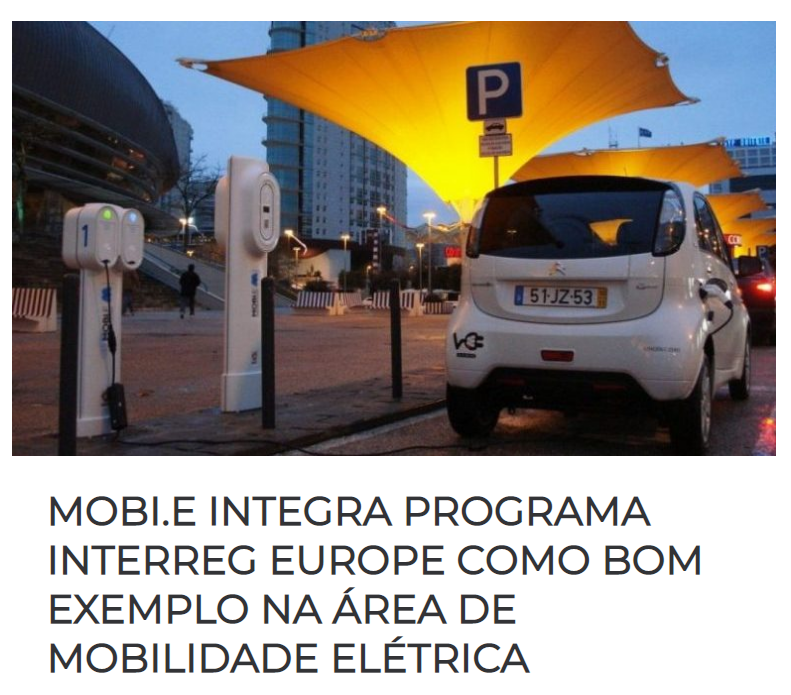 P
1
51-JZ-53
MOBI.E INTEGRA PROGRAMA
INTERREG EUROPE COMO BOM
EXEMPLO NA ÁREA DE
MOBILIDADE ELÉTRICA